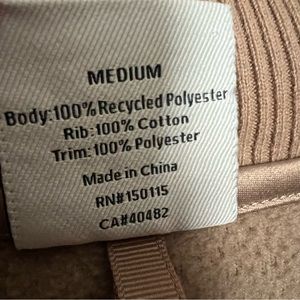 MEDIUM
Body:100% Recycled Polyester
Rib:100% Cotton
Trim:100% Polyester
Made in China
RN#150115
CA#40482